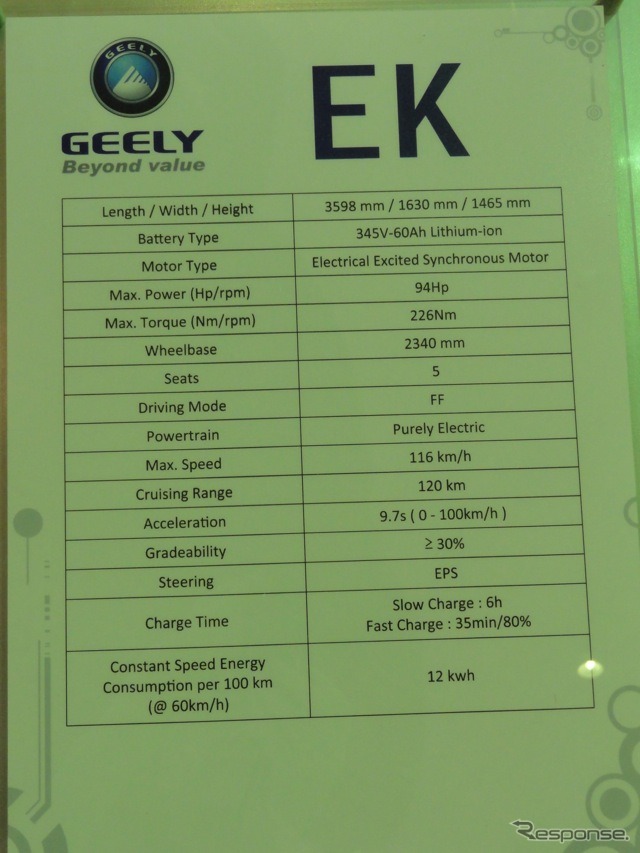 GEELY
GEELY
Beyond value
EK
Length / Width / Height 3598 mm / 1630 mm / 1465 mm
Battery Type 345V-60Ah Lithium-ion
Motor Type Electrical Excited Synchronous Motor
Max. Power (Hp/rpm) 94Hp
Max. Torque (Nm/rpm) 226Nm
Wheelbase 2340 mm
Seats 5
Driving Mode FF
Powertrain Purely Electric
Max. Speed 116 km/h
Cruising Range 120 km
Acceleration 9.7s ( 0 - 100km/h )
Gradeability ≥ 30%
Steering EPS
Charge Time
Slow Charge : 6h
Fast Charge : 35min/80%
Constant Speed Energy
Consumption per 100 km
(@ 60km/h)
12 kwh
Response.